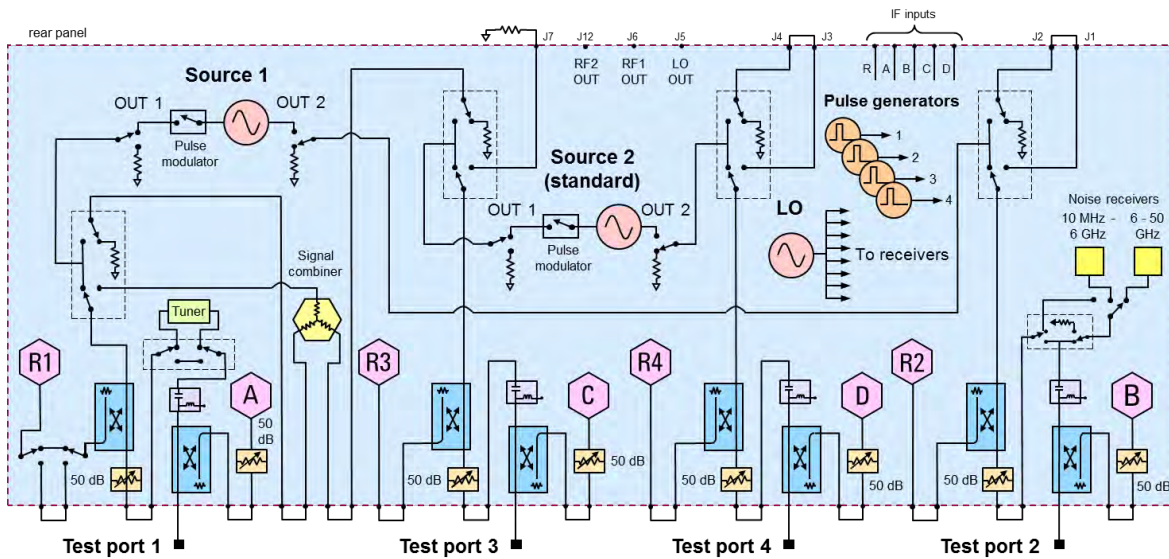 IF inputs
rear panel
J7
J12
J6
J5
J4
J3
J2
J1
RF2
OUT
RF1
OUT
LO
OUT
R
A
B
C
D
Source 1
OUT 1
OUT 2
Pulse
modulator
Pulse generators
1
2
3
4
Source 2
(standard)
OUT 1
OUT 2
Pulse
modulator
LO
To receivers
Noise receivers
10 MHz -
6 GHz
6 - 50
GHz
Signal
combiner
Tuner
R1
A
R3
C
R4
D
R2
B
50
dB
50 dB
50 dB
50 dB
50 dB
50 dB
50 dB
50 dB
Test port 1
Test port 3
Test port 4
Test port 2